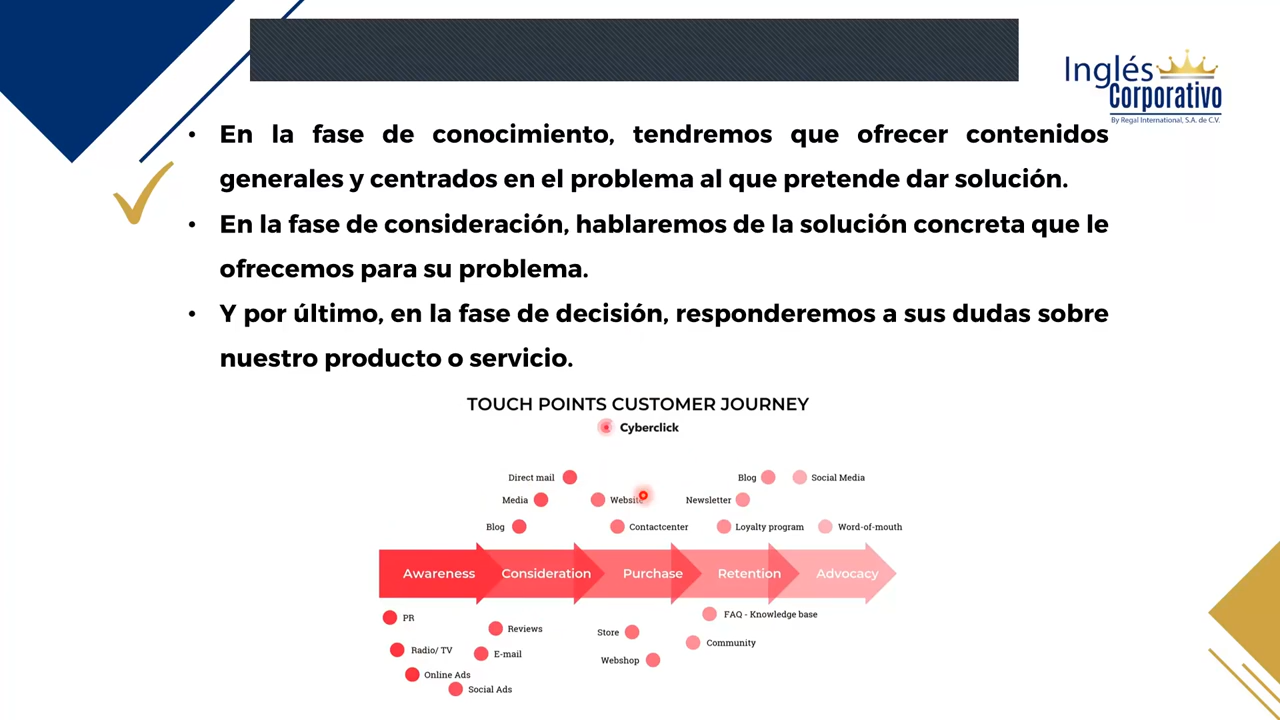 Inglés
Corporativo
By Regal International, S.A. de C.V.
• En la fase de conocimiento, tendremos que ofrecer contenidos
generales y centrados en el problema al que pretende dar solución.
• En la fase de consideración, hablaremos de la solución concreta que le
ofrecemos para su problema.
• Y por último, en la fase de decisión, responderemos a sus dudas sobre
nuestro producto o servicio.
TOUCH POINTS CUSTOMER JOURNEY
Cyberclick
Direct mail
Blog
Social Media
Media
Website
Newsletter
Blog
Contactcenter
Loyalty program
Word-of-mouth
Awareness
Consideration
Purchase
Retention
Advocacy
PR
FAQ - Knowledge base
Reviews
Store
Community
Radio/ TV
E-mail
Webshop
Online Ads
Social Ads